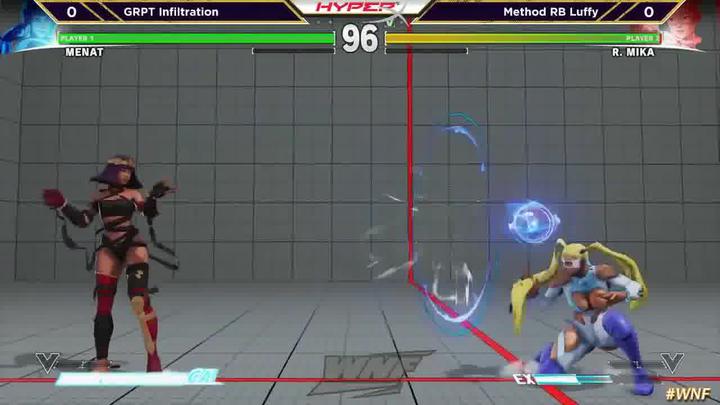 0 GRPT Infiltration HYPER Method RB Luffy 0
PLAYER 1 96 PLAYER 2
MENAT R. MIKA
V V
CA EX
WNF
#WNF